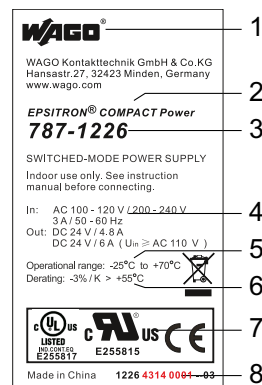 WAGO® 1
WAGO Kontakttechnik GmbH & Co.KG
Hansastr.27, 32423 Minden, Germany
www.wago.com
2
EPSITRON® COMPACT Power
787-1226 3
SWITCHED-MODE POWER SUPPLY
Indoor use only. See instruction
manual before connecting.
In: AC 100 - 120 V / 200 - 240 V 4
3 A / 50 - 60 Hz
Out: DC 24 V / 4.8 A
DC 24 V / 6 A ( Uin ≥ AC 110 V )
5
Operational range: -25°C to +70°C
Derating: -3% / K > +55°C 6
c UL US
LISTED
IND.CONT.EQ
E255817
c UR US
E255815
CE 7
Made in China 1226 4314 0001 - 03 8